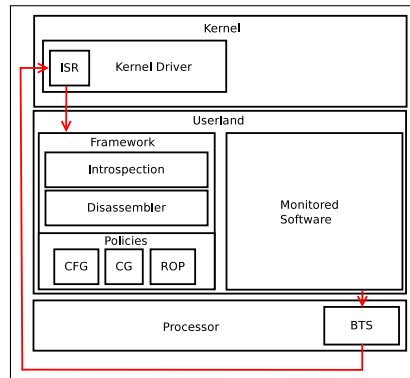 Kernel
ISR
Kernel Driver
Userland
Framework
Introspection
Disassembler
Policies
CFG
CG
ROP
Monitored
Software
Processor
BTS